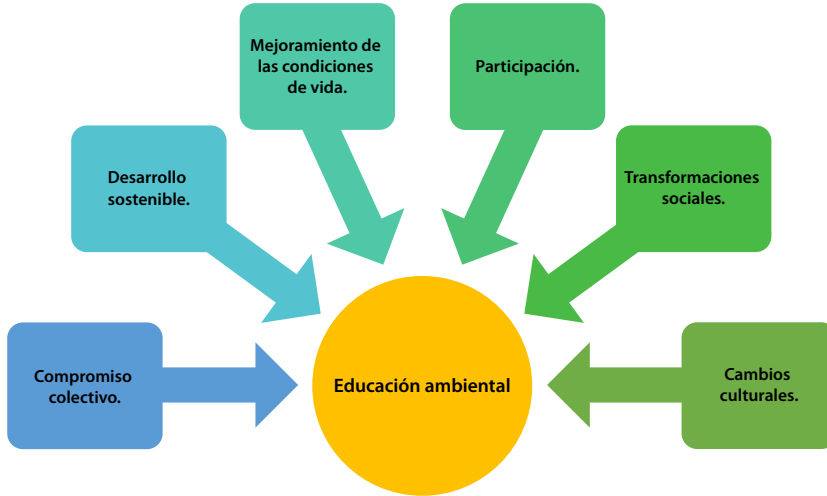 Mejoramiento de
las condiciones
de vida.
Participación.
Desarrollo
sostenible.
Transformaciones
sociales.
Compromiso
colectivo.
Educación ambiental
Cambios
culturales.